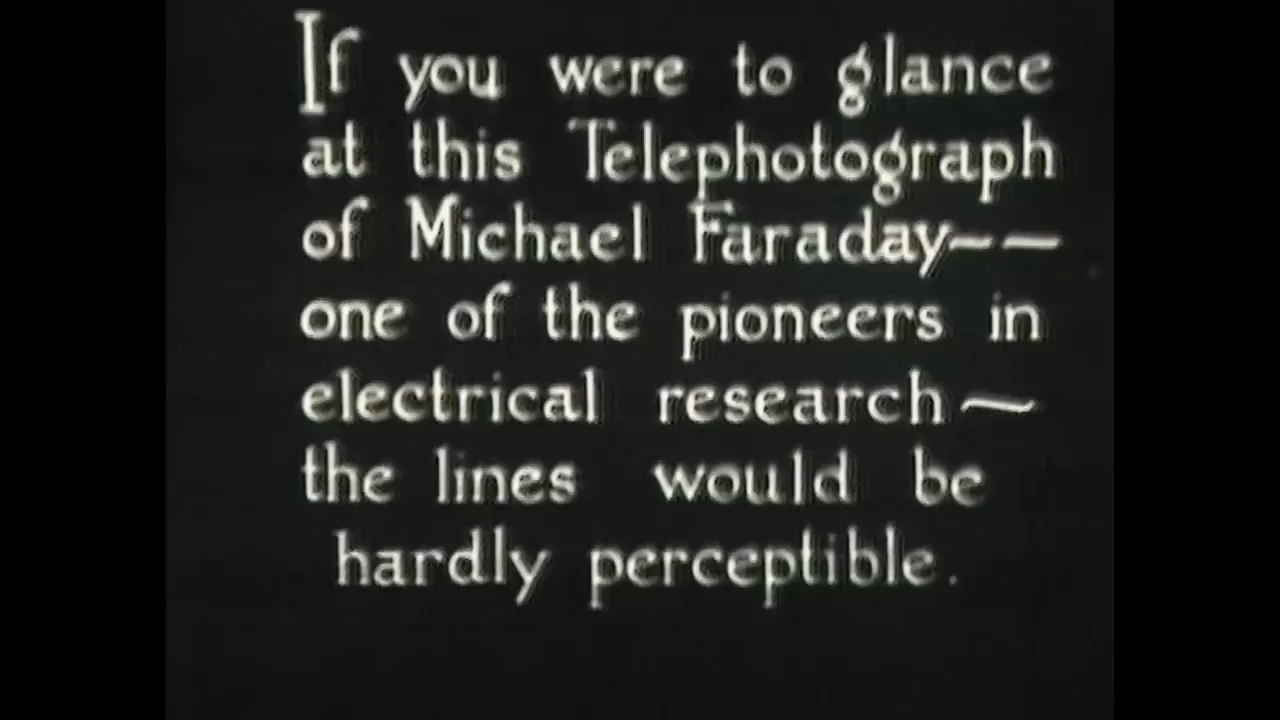 If you were to glance
at this Telephotograph
of Michael Faraday——
one of the pioneers in
electrical research—
the lines would be
hardly perceptible.